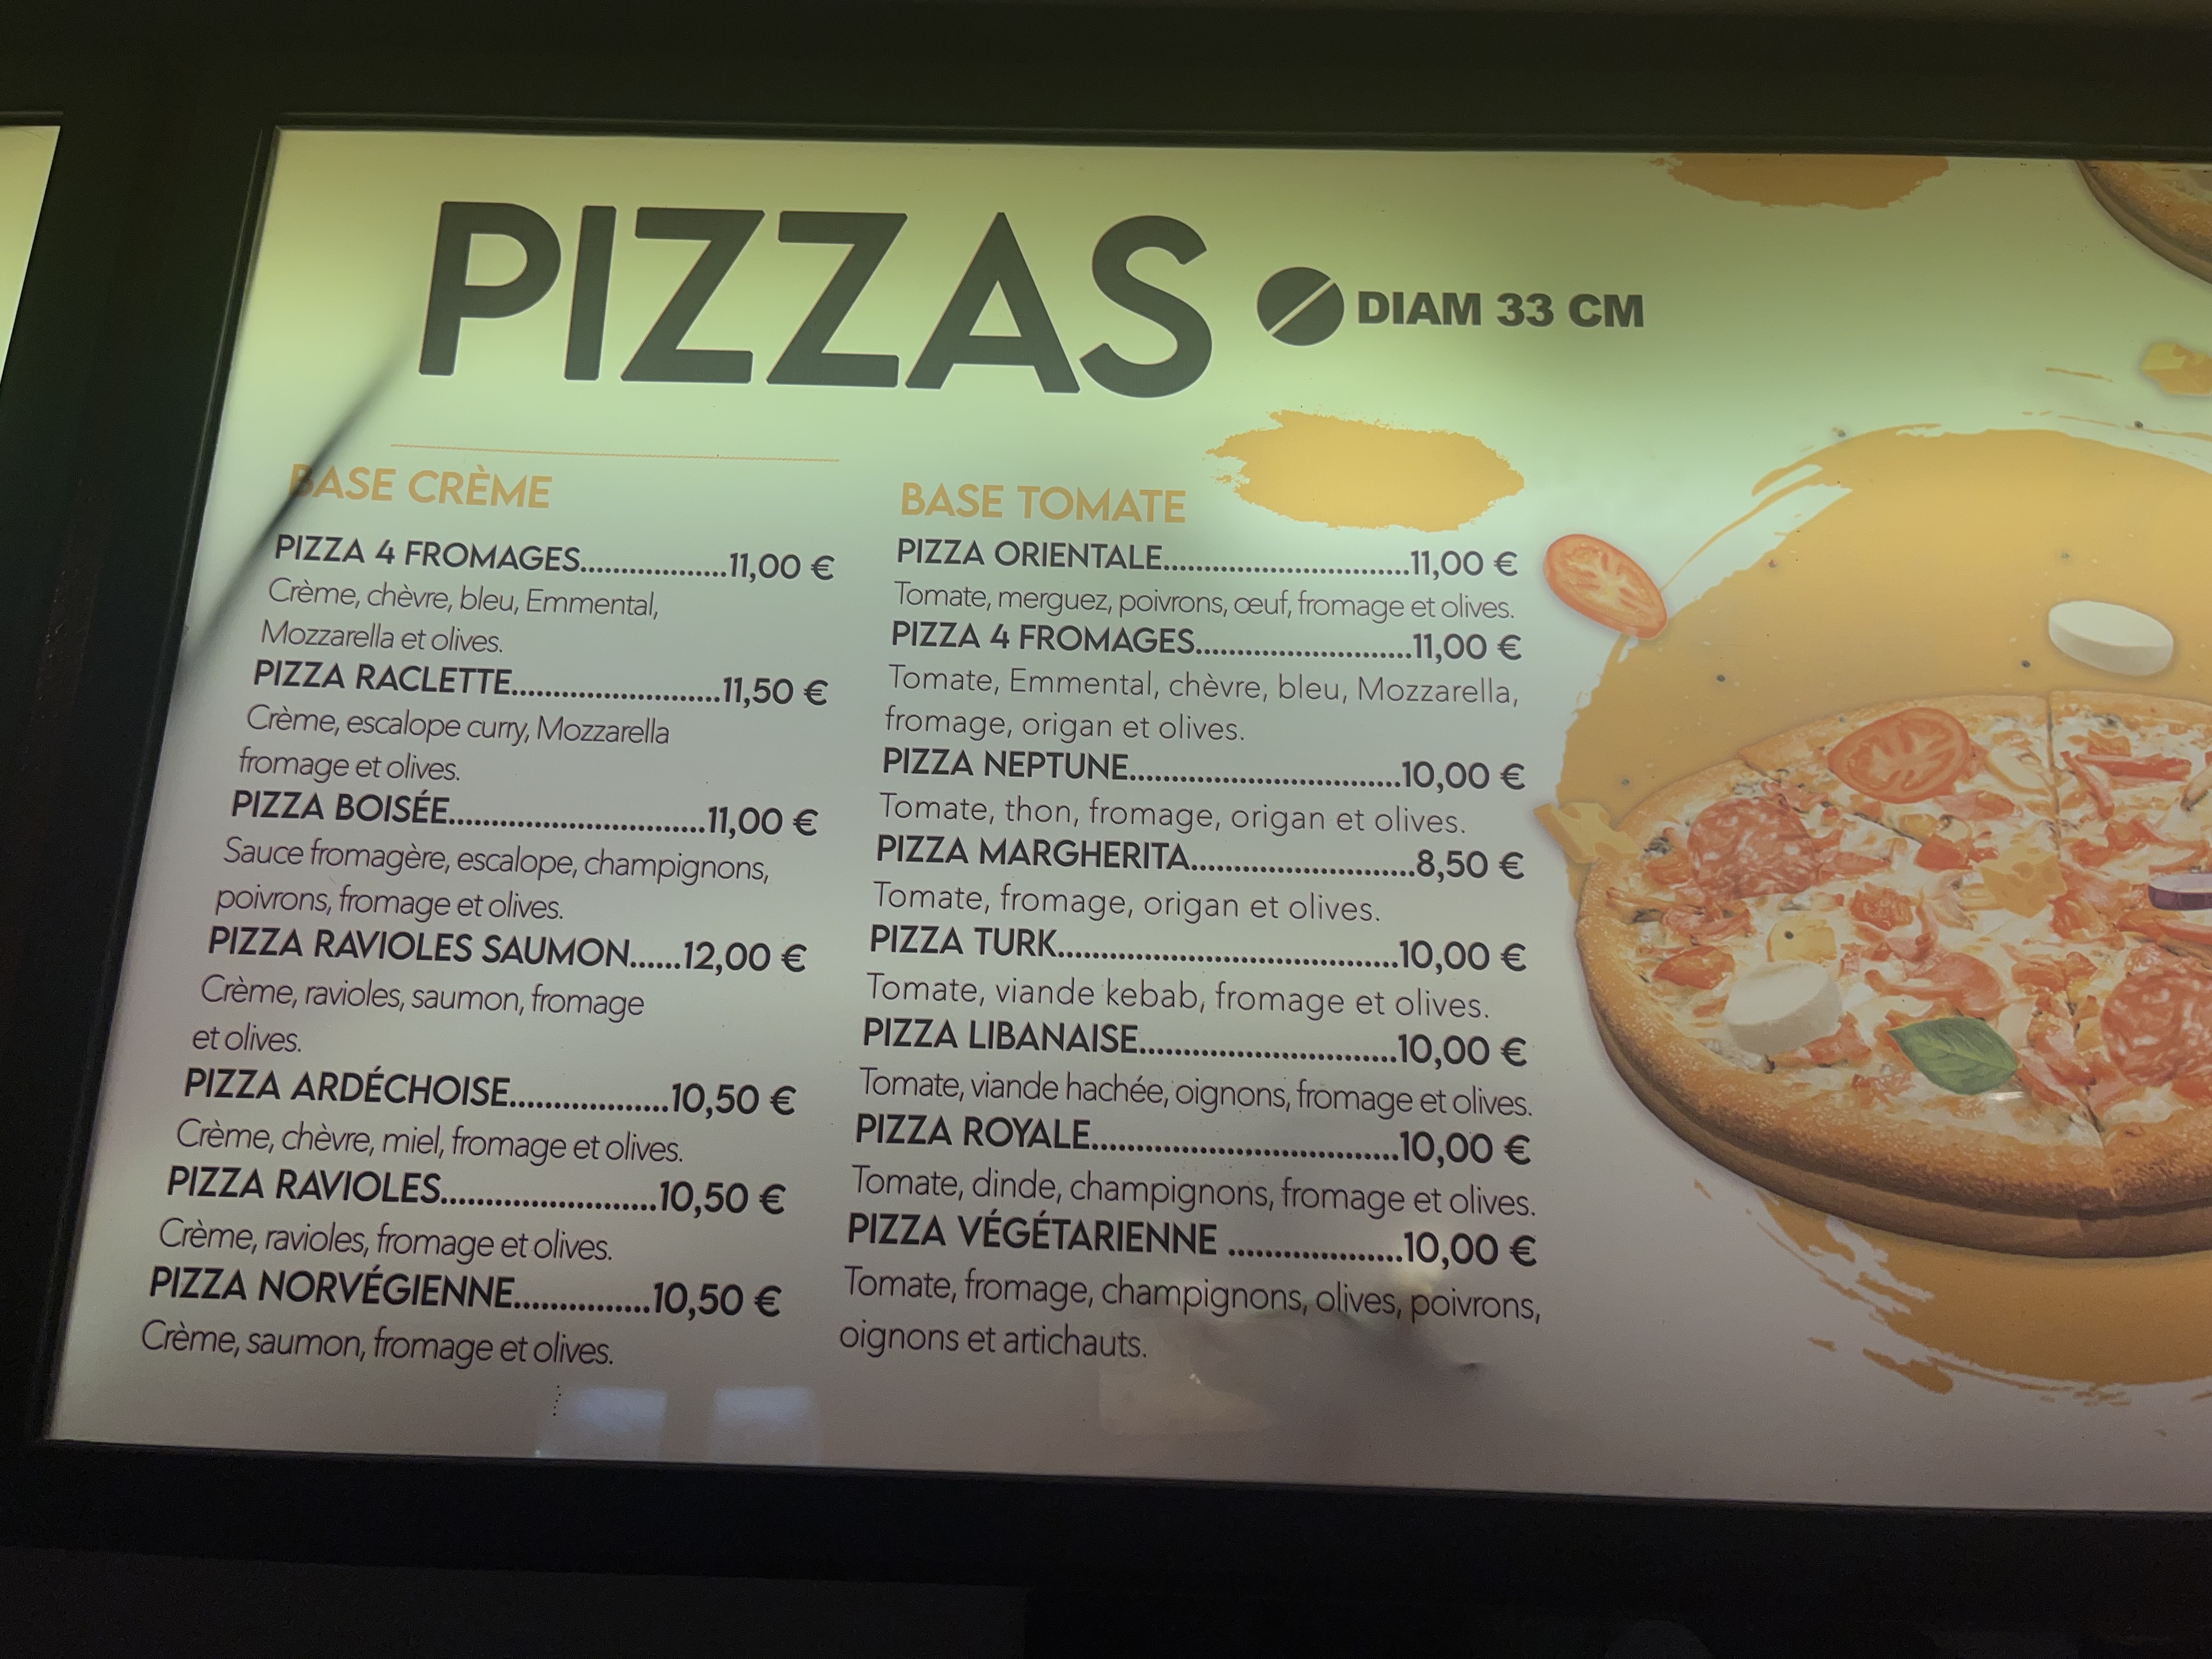 PIZZAS
DIAM 33 CM
BASE CRÈME
PIZZA 4 FROMAGES..................11,00 €
Crème, chèvre, bleu, Emmental,
Mozzarella et olives.
PIZZA RACLETTE.........................11,50 €
Crème, escalope curry, Mozzarella
fromage et olives.
PIZZA BOISÉE..............................11,00 €
Sauce fromagère, escalope, champignons,
poivrons, fromage et olives.
PIZZA RAVIOLES SAUMON......12,00 €
Crème, ravioles, saumon, fromage
et olives.
PIZZA ARDÉCHOISE...................10,50 €
Crème, chèvre, miel, fromage et olives.
PIZZA RAVIOLES.........................10,50 €
Crème, ravioles, fromage et olives.
PIZZA NORVÉGIENNE................10,50 €
Crème, saumon, fromage et olives.
BASE TOMATE
PIZZA ORIENTALE.............................11,00 €
Tomate, merguez, poivrons, œuf, fromage et olives.
PIZZA 4 FROMAGES..........................11,00 €
Tomate, Emmental, chèvre, bleu, Mozzarella,
fromage, origan et olives.
PIZZA NEPTUNE................................10,00 €
Tomate, thon, fromage, origan et olives.
PIZZA MARGHERITA..........................8,50 €
Tomate, fromage, origan et olives.
PIZZA TURK........................................10,00 €
Tomate, viande kebab, fromage et olives.
PIZZA LIBANAISE..............................10,00 €
Tomate, viande hachée, oignons, fromage et olives.
PIZZA ROYALE....................................10,00 €
Tomate, dinde, champignons, fromage et olives.
PIZZA VÉGÉTARIENNE ....................10,00 €
Tomate, fromage, champignons, olives, poivrons,
oignons et artichauts.